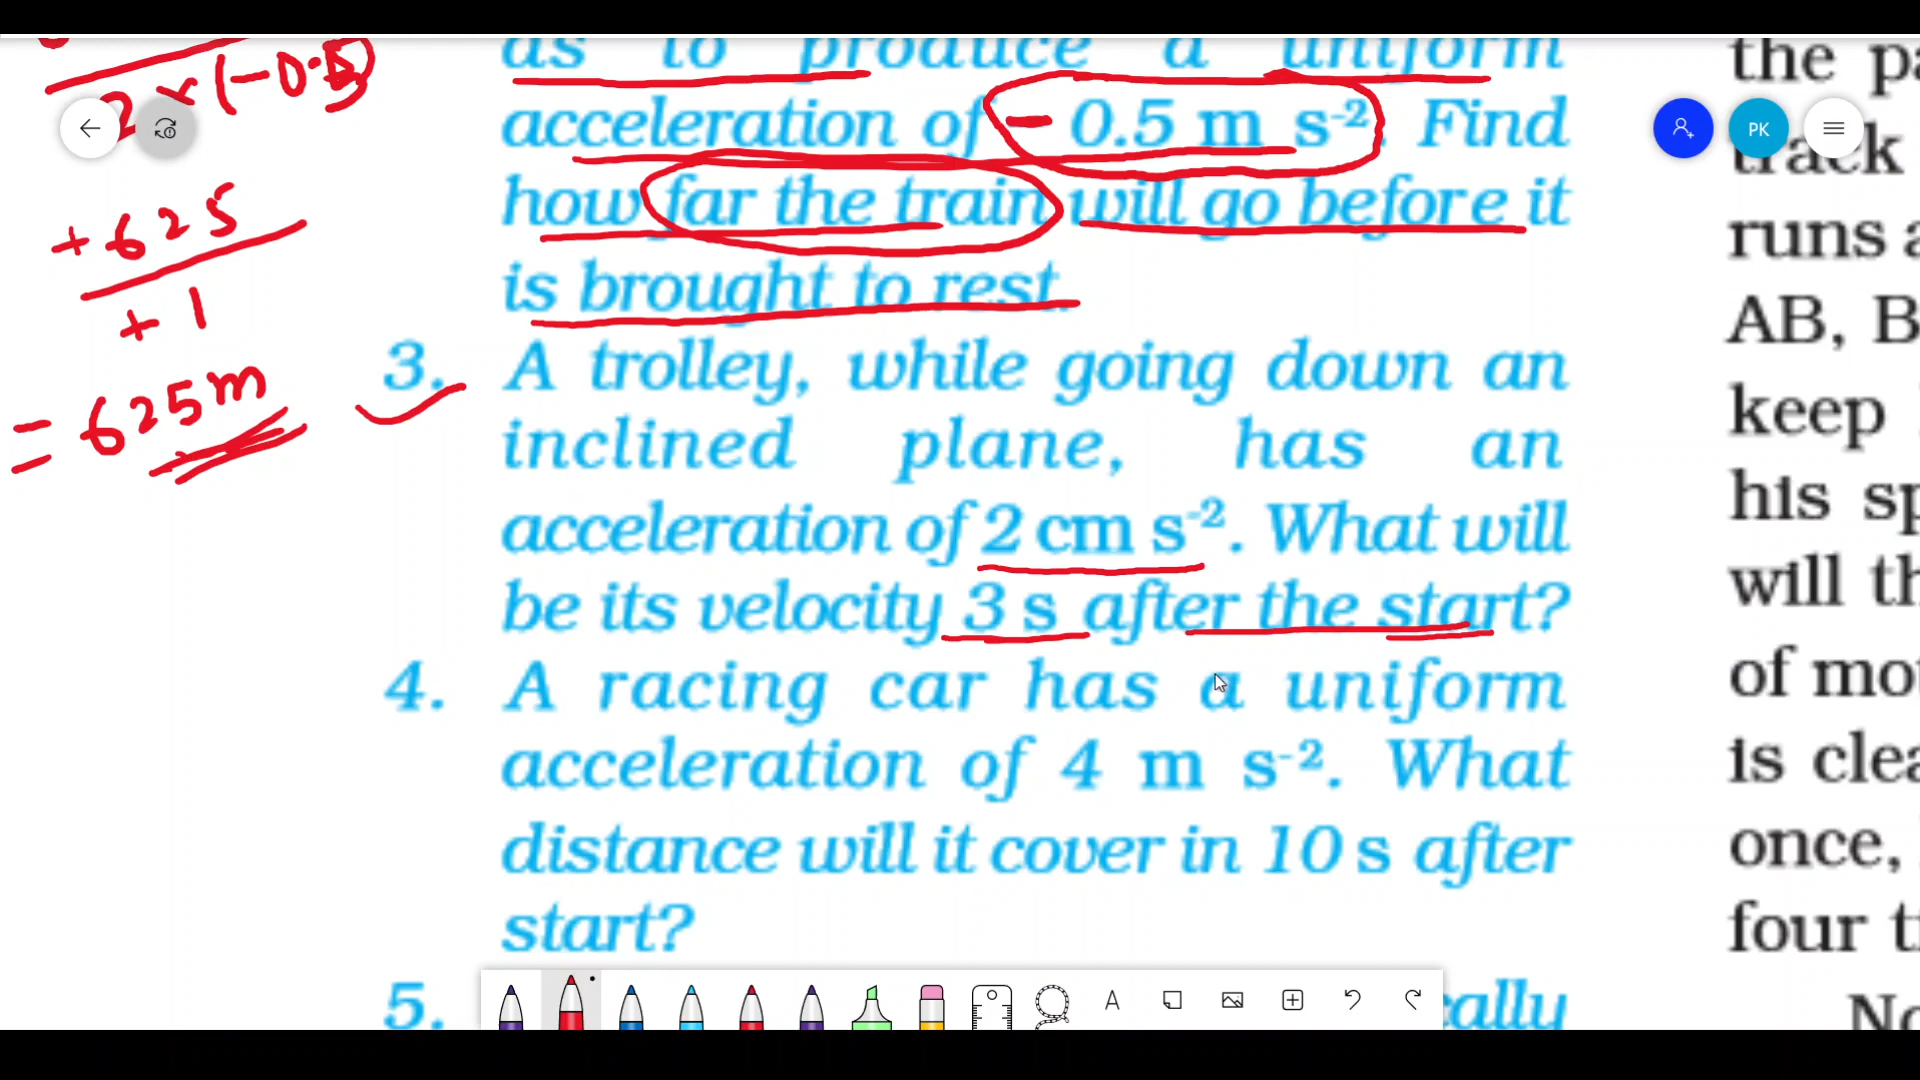 2 × (-0.5)
+625
+1
= 625m
as to produce a uniform
acceleration of - 0.5 m s-2. Find
how far the train will go before it
is brought to rest.
3. A trolley, while going down an
inclined plane, has an
acceleration of 2 cm s-2. What will
be its velocity 3 s after the start?
4. A racing car has a uniform
acceleration of 4 m s-2. What
distance will it cover in 10 s after
start?
5.
the
track
runs
AB,
keep
his
will
of
is
once,
four
PK
A